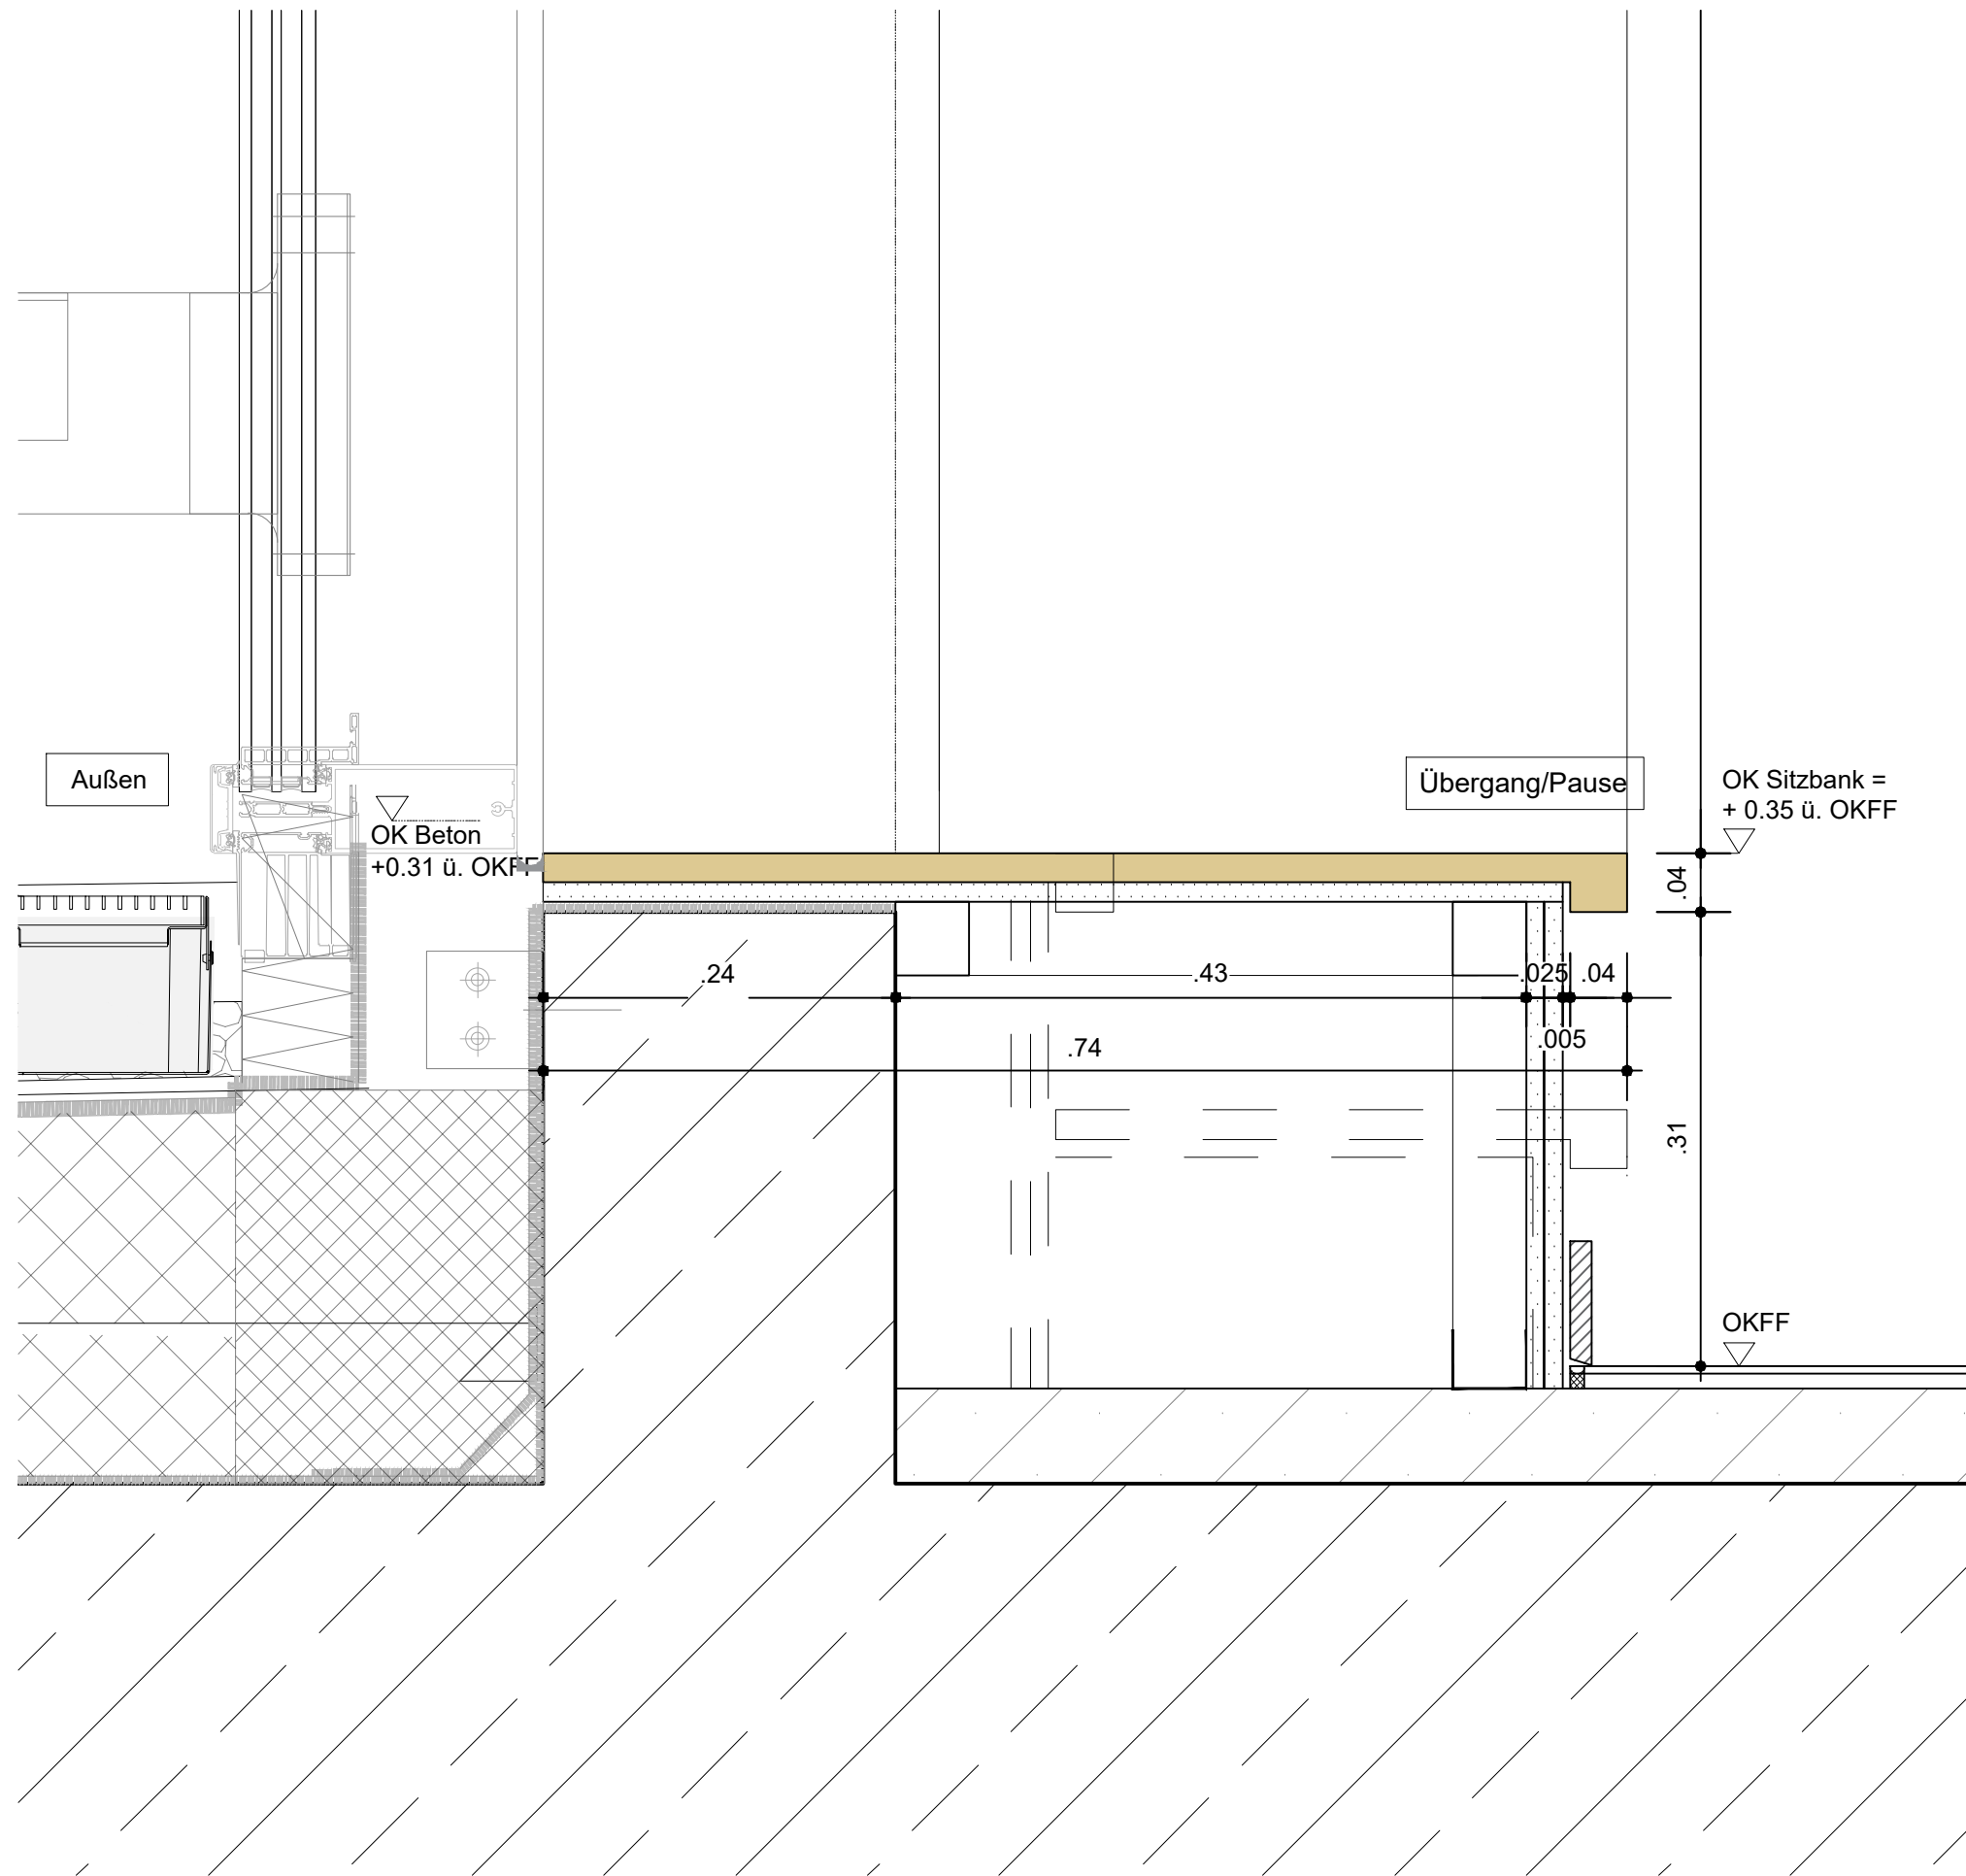 Außen
Übergang/Pause
OK Sitzbank =
+ 0.35 ü. OKFF
OK Beton
+0.31 ü. OKFF
.04
.24
.43
.025
.04
.005
.74
.31
OKFF